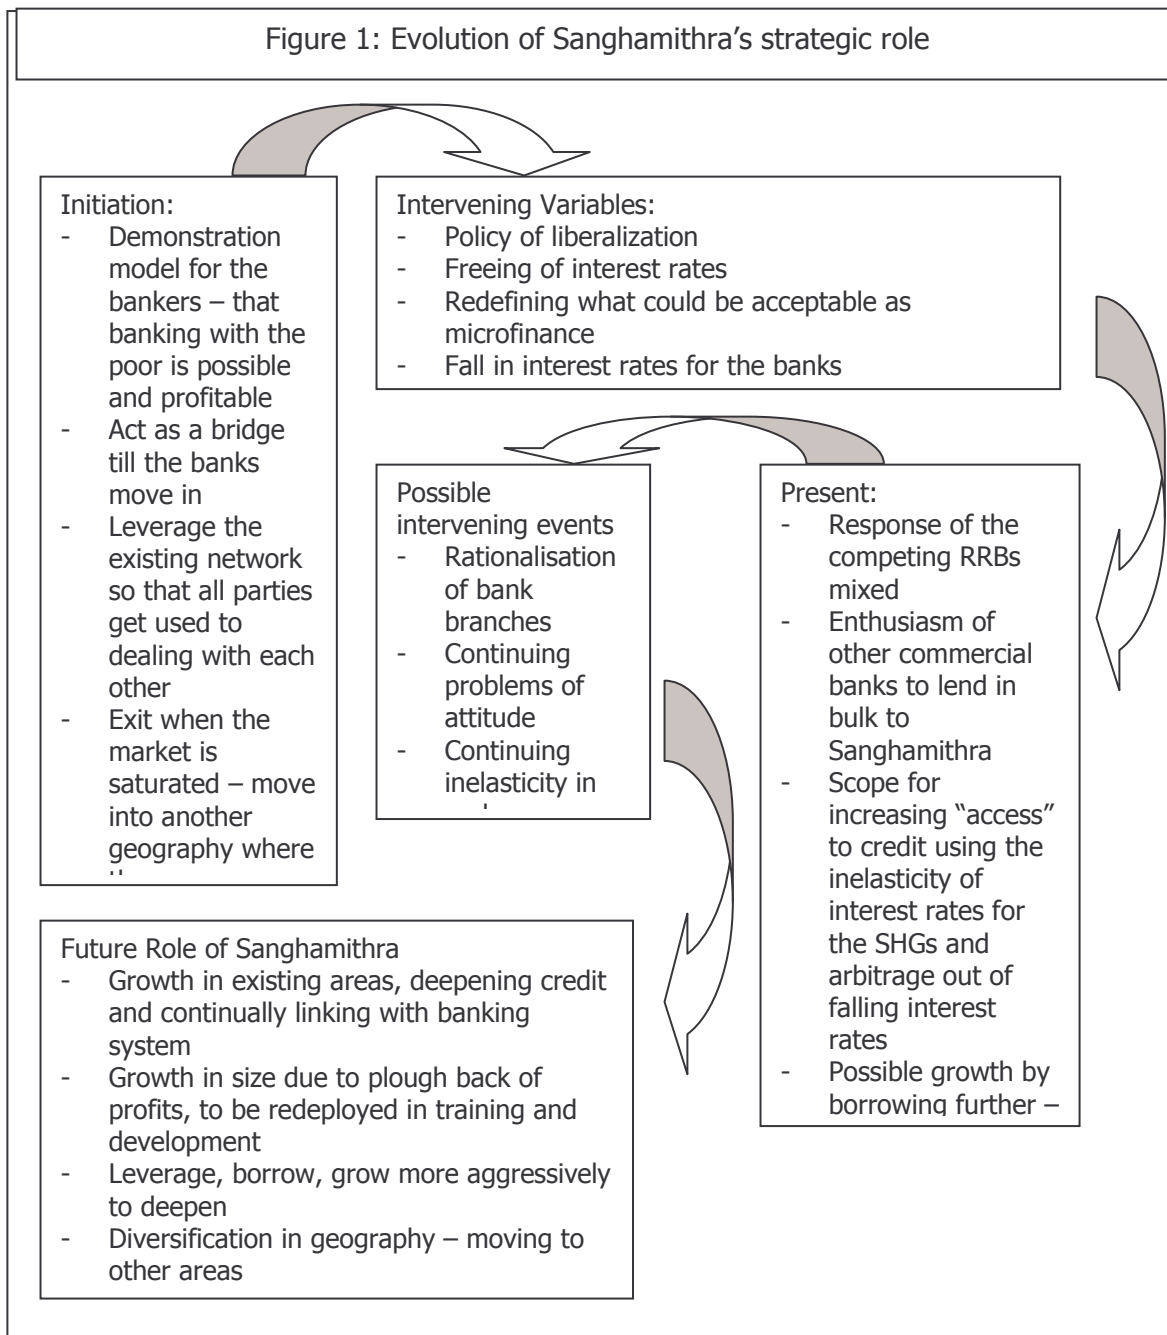 Figure 1: Evolution of Sanghamithra’s strategic role
Initiation:
- Demonstration
model for the
bankers – that
banking with the
poor is possible
and profitable
- Act as a bridge
till the banks
move in
- Leverage the
existing network
so that all parties
get used to
dealing with each
other
- Exit when the
market is
saturated – move
into another
geography where
Intervening Variables:
- Policy of liberalization
- Freeing of interest rates
- Redefining what could be acceptable as
microfinance
- Fall in interest rates for the banks
Present:
- Response of the
competing RRBs
mixed
- Enthusiasm of
other commercial
banks to lend in
bulk to
Sanghamithra
- Scope for
increasing “access”
to credit using the
inelasticity of
interest rates for
the SHGs and
arbitrage out of
falling interest
rates
- Possible growth by
borrowing further –
Possible
intervening events
- Rationalisation
of bank
branches
- Continuing
problems of
attitude
- Continuing
inelasticity in
Future Role of Sanghamithra
- Growth in existing areas, deepening credit
and continually linking with banking
system
- Growth in size due to plough back of
profits, to be redeployed in training and
development
- Leverage, borrow, grow more aggressively
to deepen
- Diversification in geography – moving to
other areas